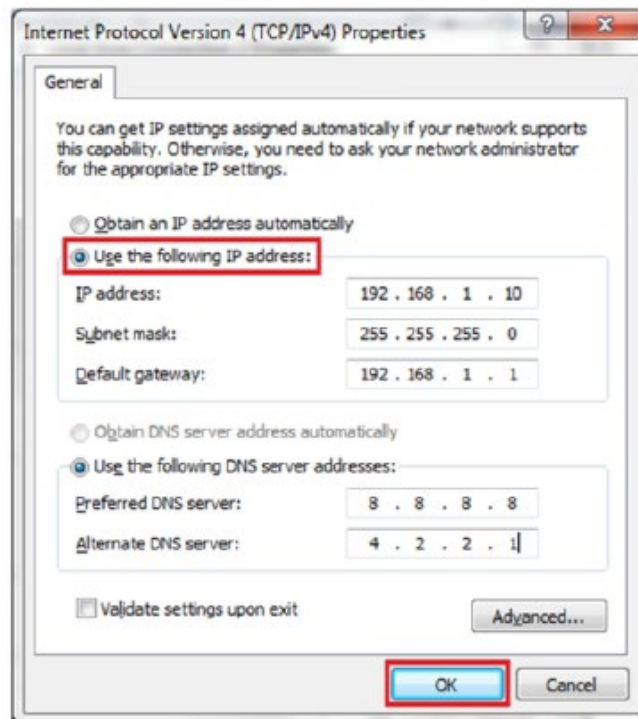 Internet Protocol Version 4 (TCP/IPv4) Properties
General
You can get IP settings assigned automatically if your network supports
this capability. Otherwise, you need to ask your network administrator
for the appropriate IP settings.
Obtain an IP address automatically
Use the following IP address:
IP address: 192 . 168 . 1 . 10
Subnet mask: 255 . 255 . 255 . 0
Default gateway: 192 . 168 . 1 . 1
Obtain DNS server address automatically
Use the following DNS server addresses:
Preferred DNS server: 8 . 8 . 8 . 8
Alternate DNS server: 4 . 2 . 2 . 1
Validate settings upon exit
Advanced...
OK Cancel